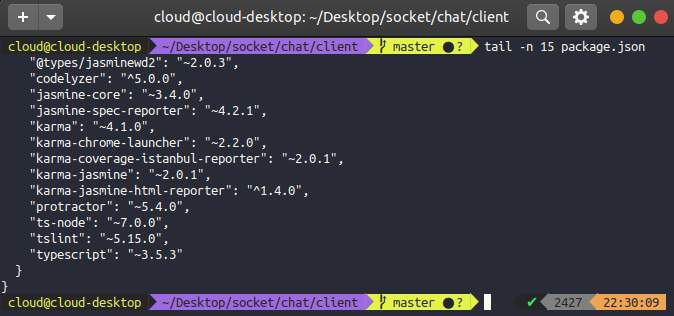 cloud@cloud-desktop: ~/Desktop/socket/chat/client
cloud@cloud-desktop ~/Desktop/socket/chat/client master ●? tail -n 15 package.json
"@types/jasminewd2": "~2.0.3",
"codelyzer": "^5.0.0",
"jasmine-core": "~3.4.0",
"jasmine-spec-reporter": "~4.2.1",
"karma": "~4.1.0",
"karma-chrome-launcher": "~2.2.0",
"karma-coverage-istanbul-reporter": "~2.0.1",
"karma-jasmine": "~2.0.1",
"karma-jasmine-html-reporter": "^1.4.0",
"protractor": "~5.4.0",
"ts-node": "~7.0.0",
"tslint": "~5.15.0",
"typescript": "~3.5.3"
}
}
cloud@cloud-desktop ~/Desktop/socket/chat/client master ●? ✔ 2427 22:30:09